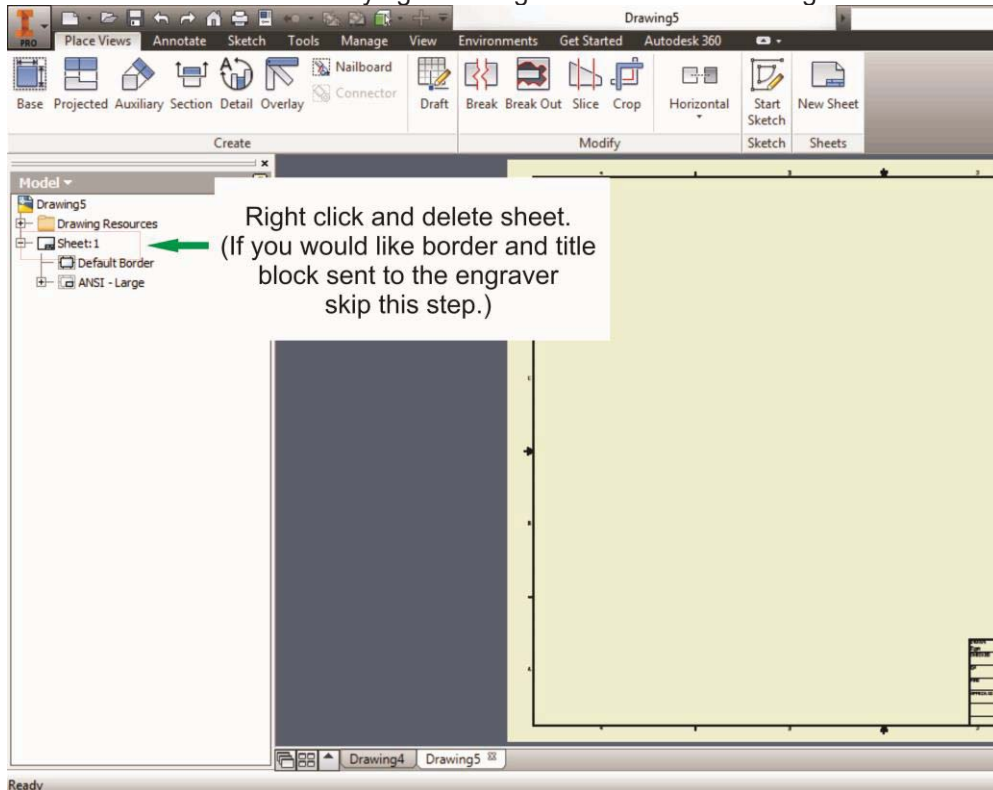 Drawing5
PRO
Place Views Annotate Sketch Tools Manage View Environments Get Started Autodesk 360
Nailboard
Connector
Base Projected Auxiliary Section Detail Overlay Draft Break Break Out Slice Crop Horizontal Start Sketch New Sheet
Create Modify Sketch Sheets
Model
Drawing5
Drawing Resources
Sheet:1
Default Border
ANSI - Large
Right click and delete sheet.
(If you would like border and title
block sent to the engraver
skip this step.)
Drawing4 Drawing5
Ready